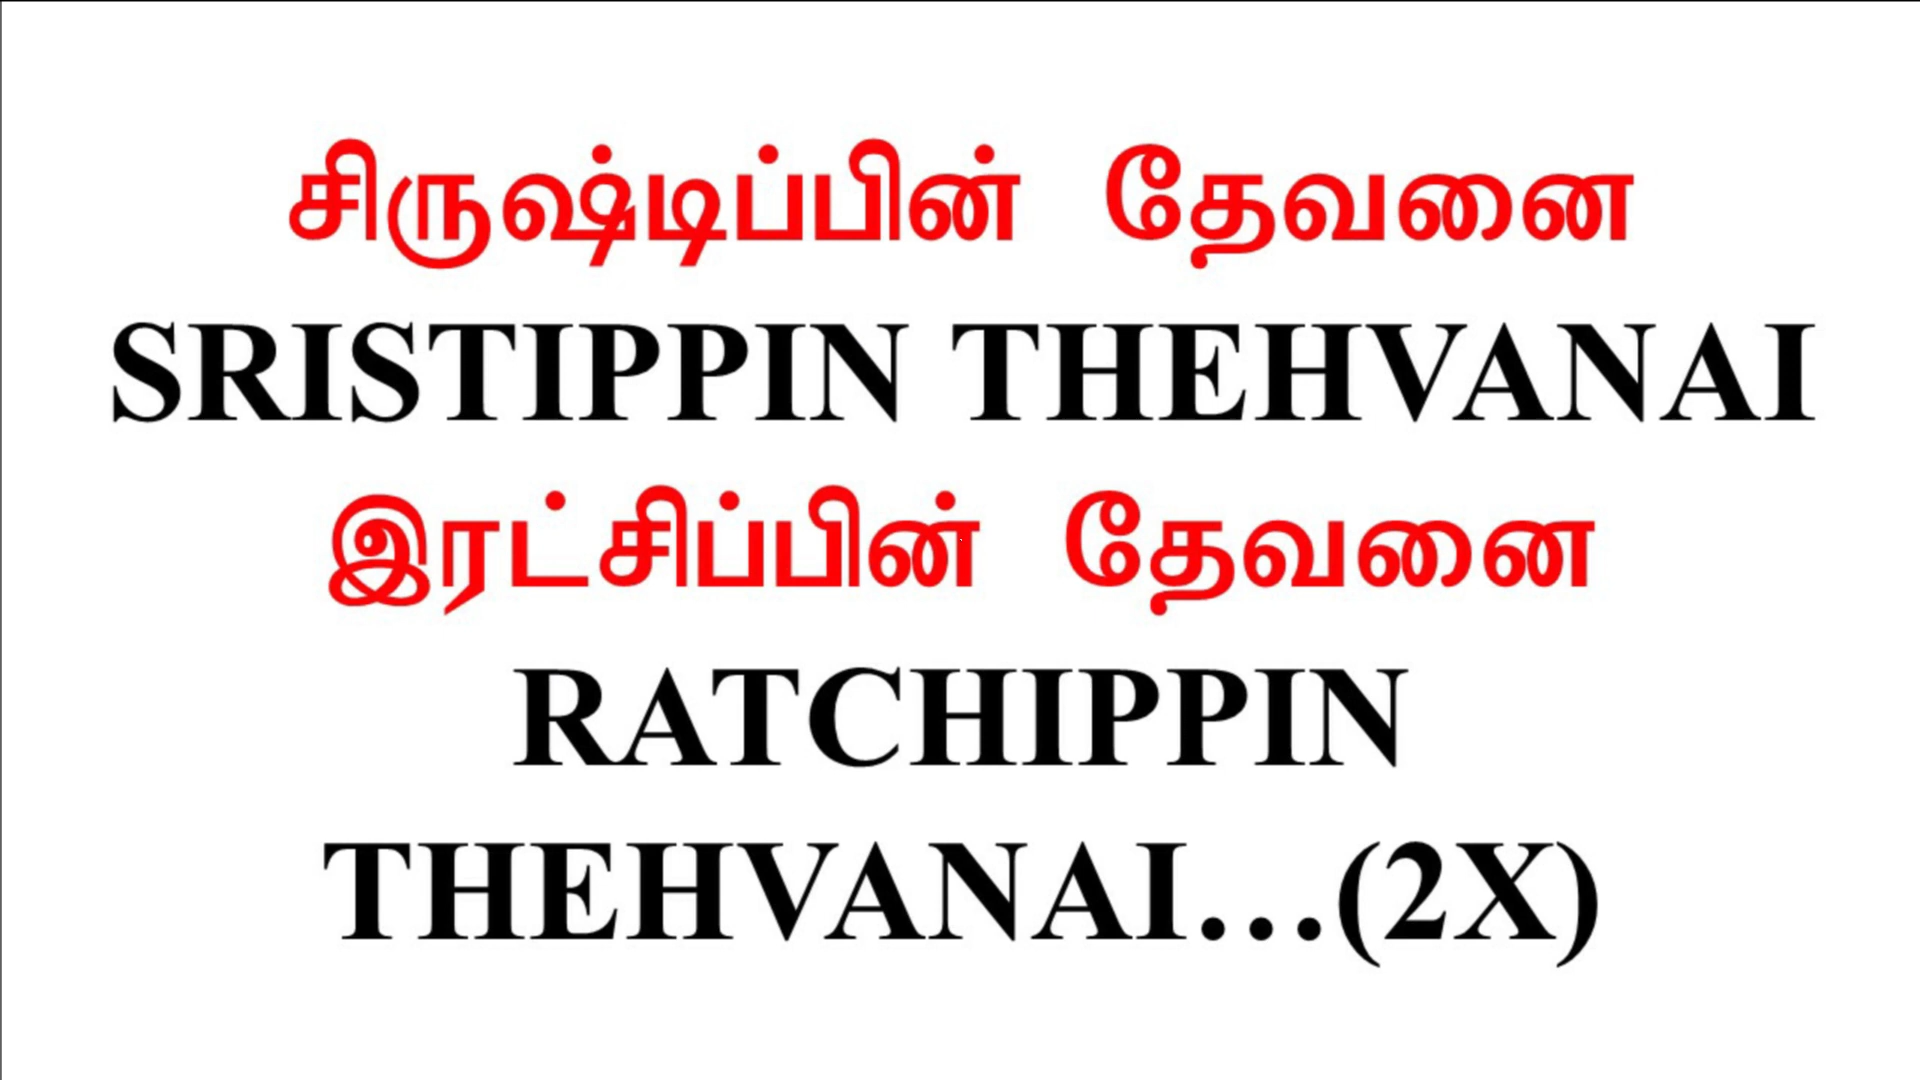 சிருஷ்டிப்பின் தேவனை
SRISTIPPIN THEHVANAI
இரட்சிப்பின் தேவனை
RATCHIPPIN
THEHVANAI…(2X)